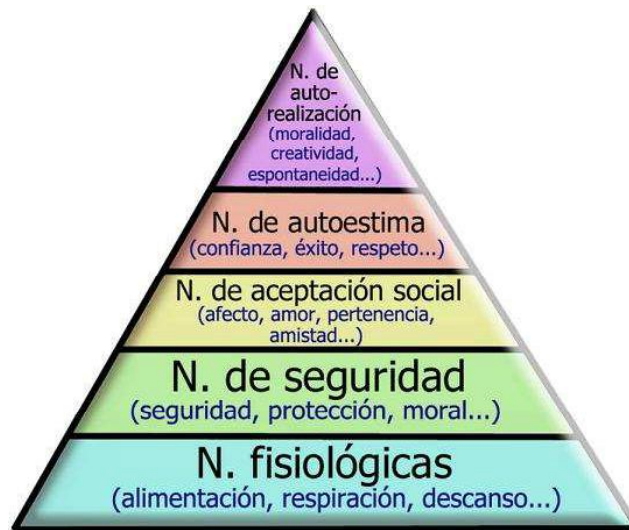 N. de
auto-
realización
(moralidad,
creatividad,
espontaneidad...)
N. de autoestima
(confianza, éxito, respeto...)
N. de aceptación social
(afecto, amor, pertenencia,
amistad...)
N. de seguridad
(seguridad, protección, moral...)
N. fisiológicas
(alimentación, respiración, descanso...)